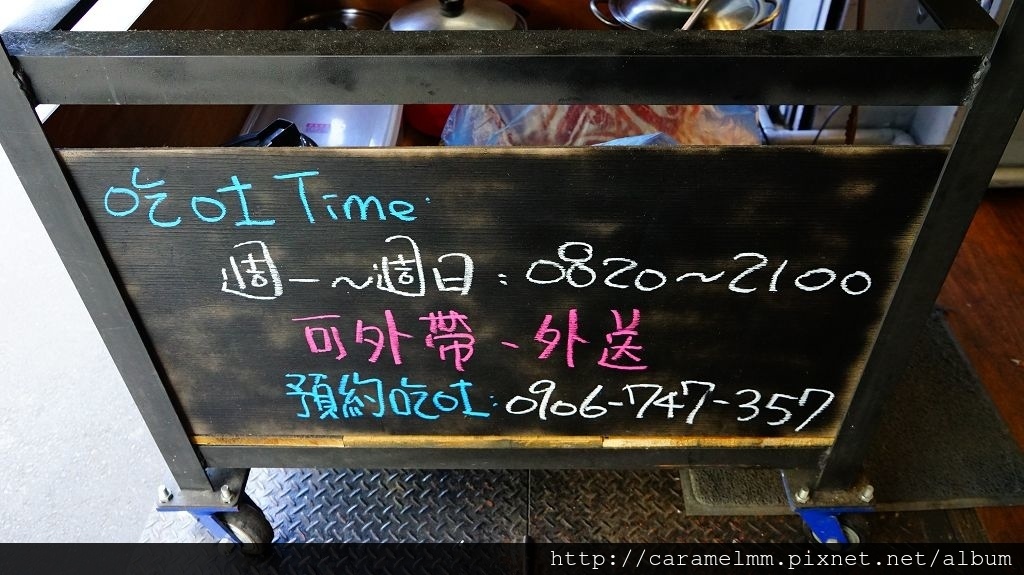 吃吐Time
週一～週日：0820～2100
可外帶、外送
預約吃吐：0906-747-357
http://caramelmm.pixnet.net/album